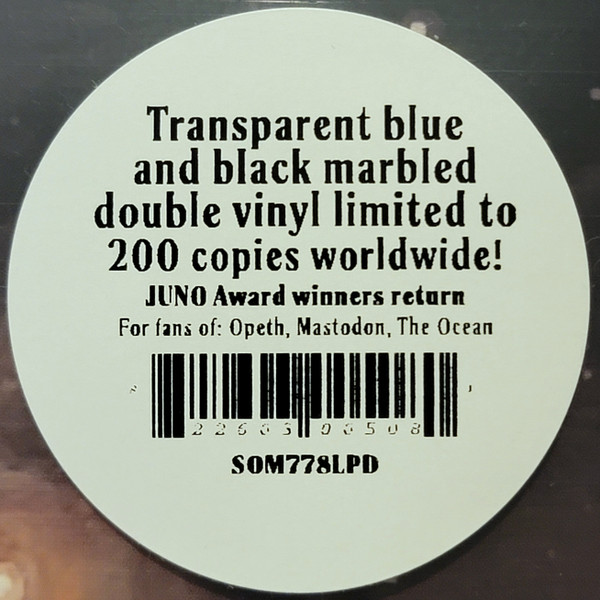 Transparent blue
and black marbled
double vinyl limited to
200 copies worldwide!
JUNO Award winners return
For fans of: Opeth, Mastodon, The Ocean
SOM778LPD